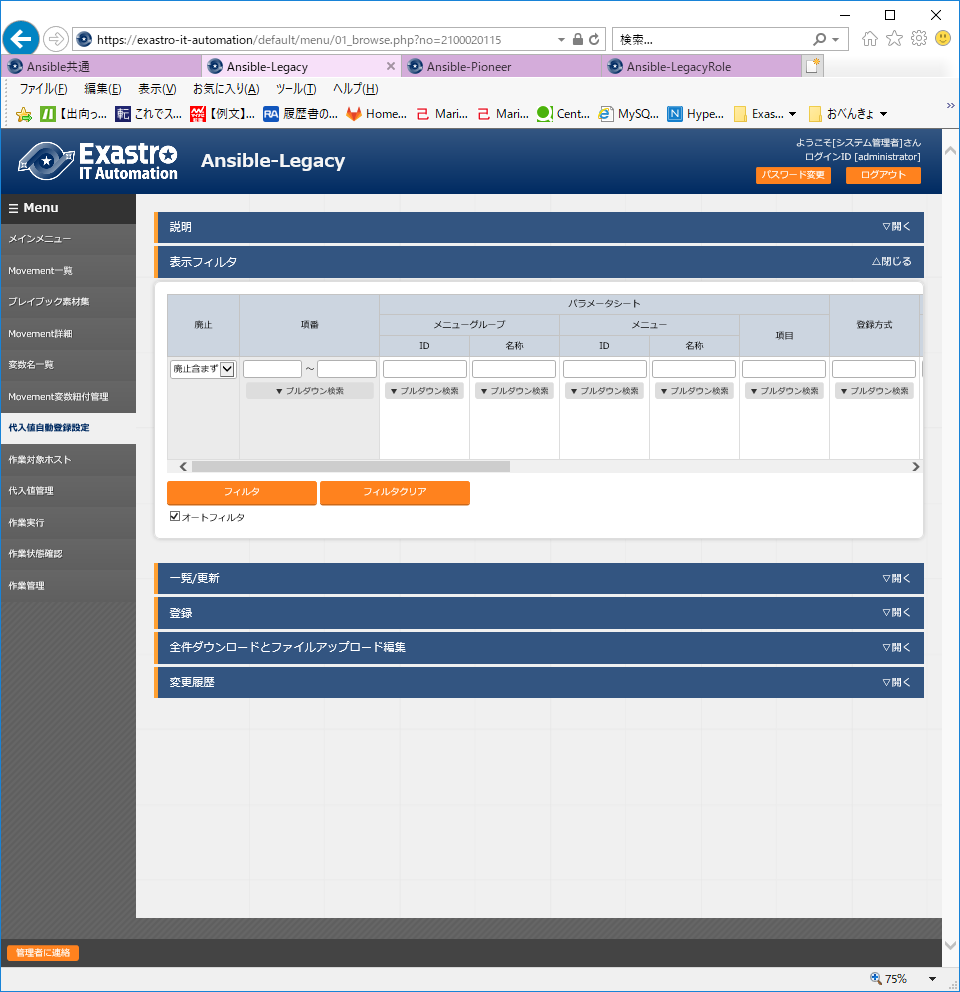 https://exastro-it-automation/default/menu/01_browse.php?no=2100020115
検索...
Ansible共通
Ansible-Legacy
Ansible-Pioneer
Ansible-LegacyRole
ファイル(F) 編集(E) 表示(V) お気に入り(A) ツール(T) ヘルプ(H)
【出向っ... これでス... 【例文】... 履歴書の... Home... Mari... Mari... Cent... MySQ... Hype... Exas... おべんきょ
Exastro
IT Automation
Ansible-Legacy
ようこそ[システム管理者]さん
ログインID [administrator]
パスワード変更 ログアウト
☰ Menu
メインメニュー
Movement一覧
プレイブック素材集
Movement詳細
変数名一覧
Movement変数紐付管理
代入値自動登録設定
作業対象ホスト
代入値管理
作業実行
作業状態確認
作業管理
説明 ▽開く
表示フィルタ △閉じる
廃止 項番 パラメータシート 登録方式
メニューグループ メニュー 項目
ID 名称 ID 名称
廃止含まず ～
▼プルダウン検索 ▼プルダウン検索 ▼プルダウン検索 ▼プルダウン検索 ▼プルダウン検索 ▼プルダウン検索 ▼プルダウン検索
フィルタ フィルタクリア
オートフィルタ
一覧/更新 ▽開く
登録 ▽開く
全件ダウンロードとファイルアップロード編集 ▽開く
変更履歴 ▽開く
管理者に連絡
75%